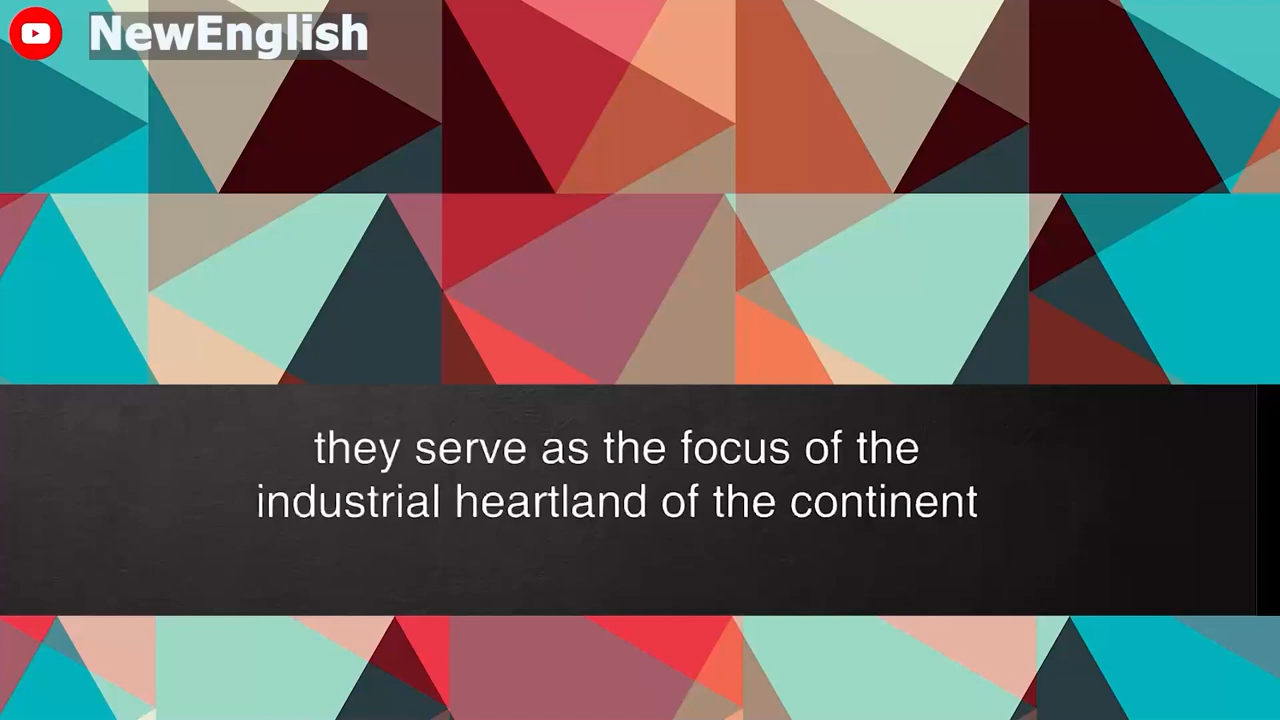 NewEnglish
they serve as the focus of the
industrial heartland of the continent